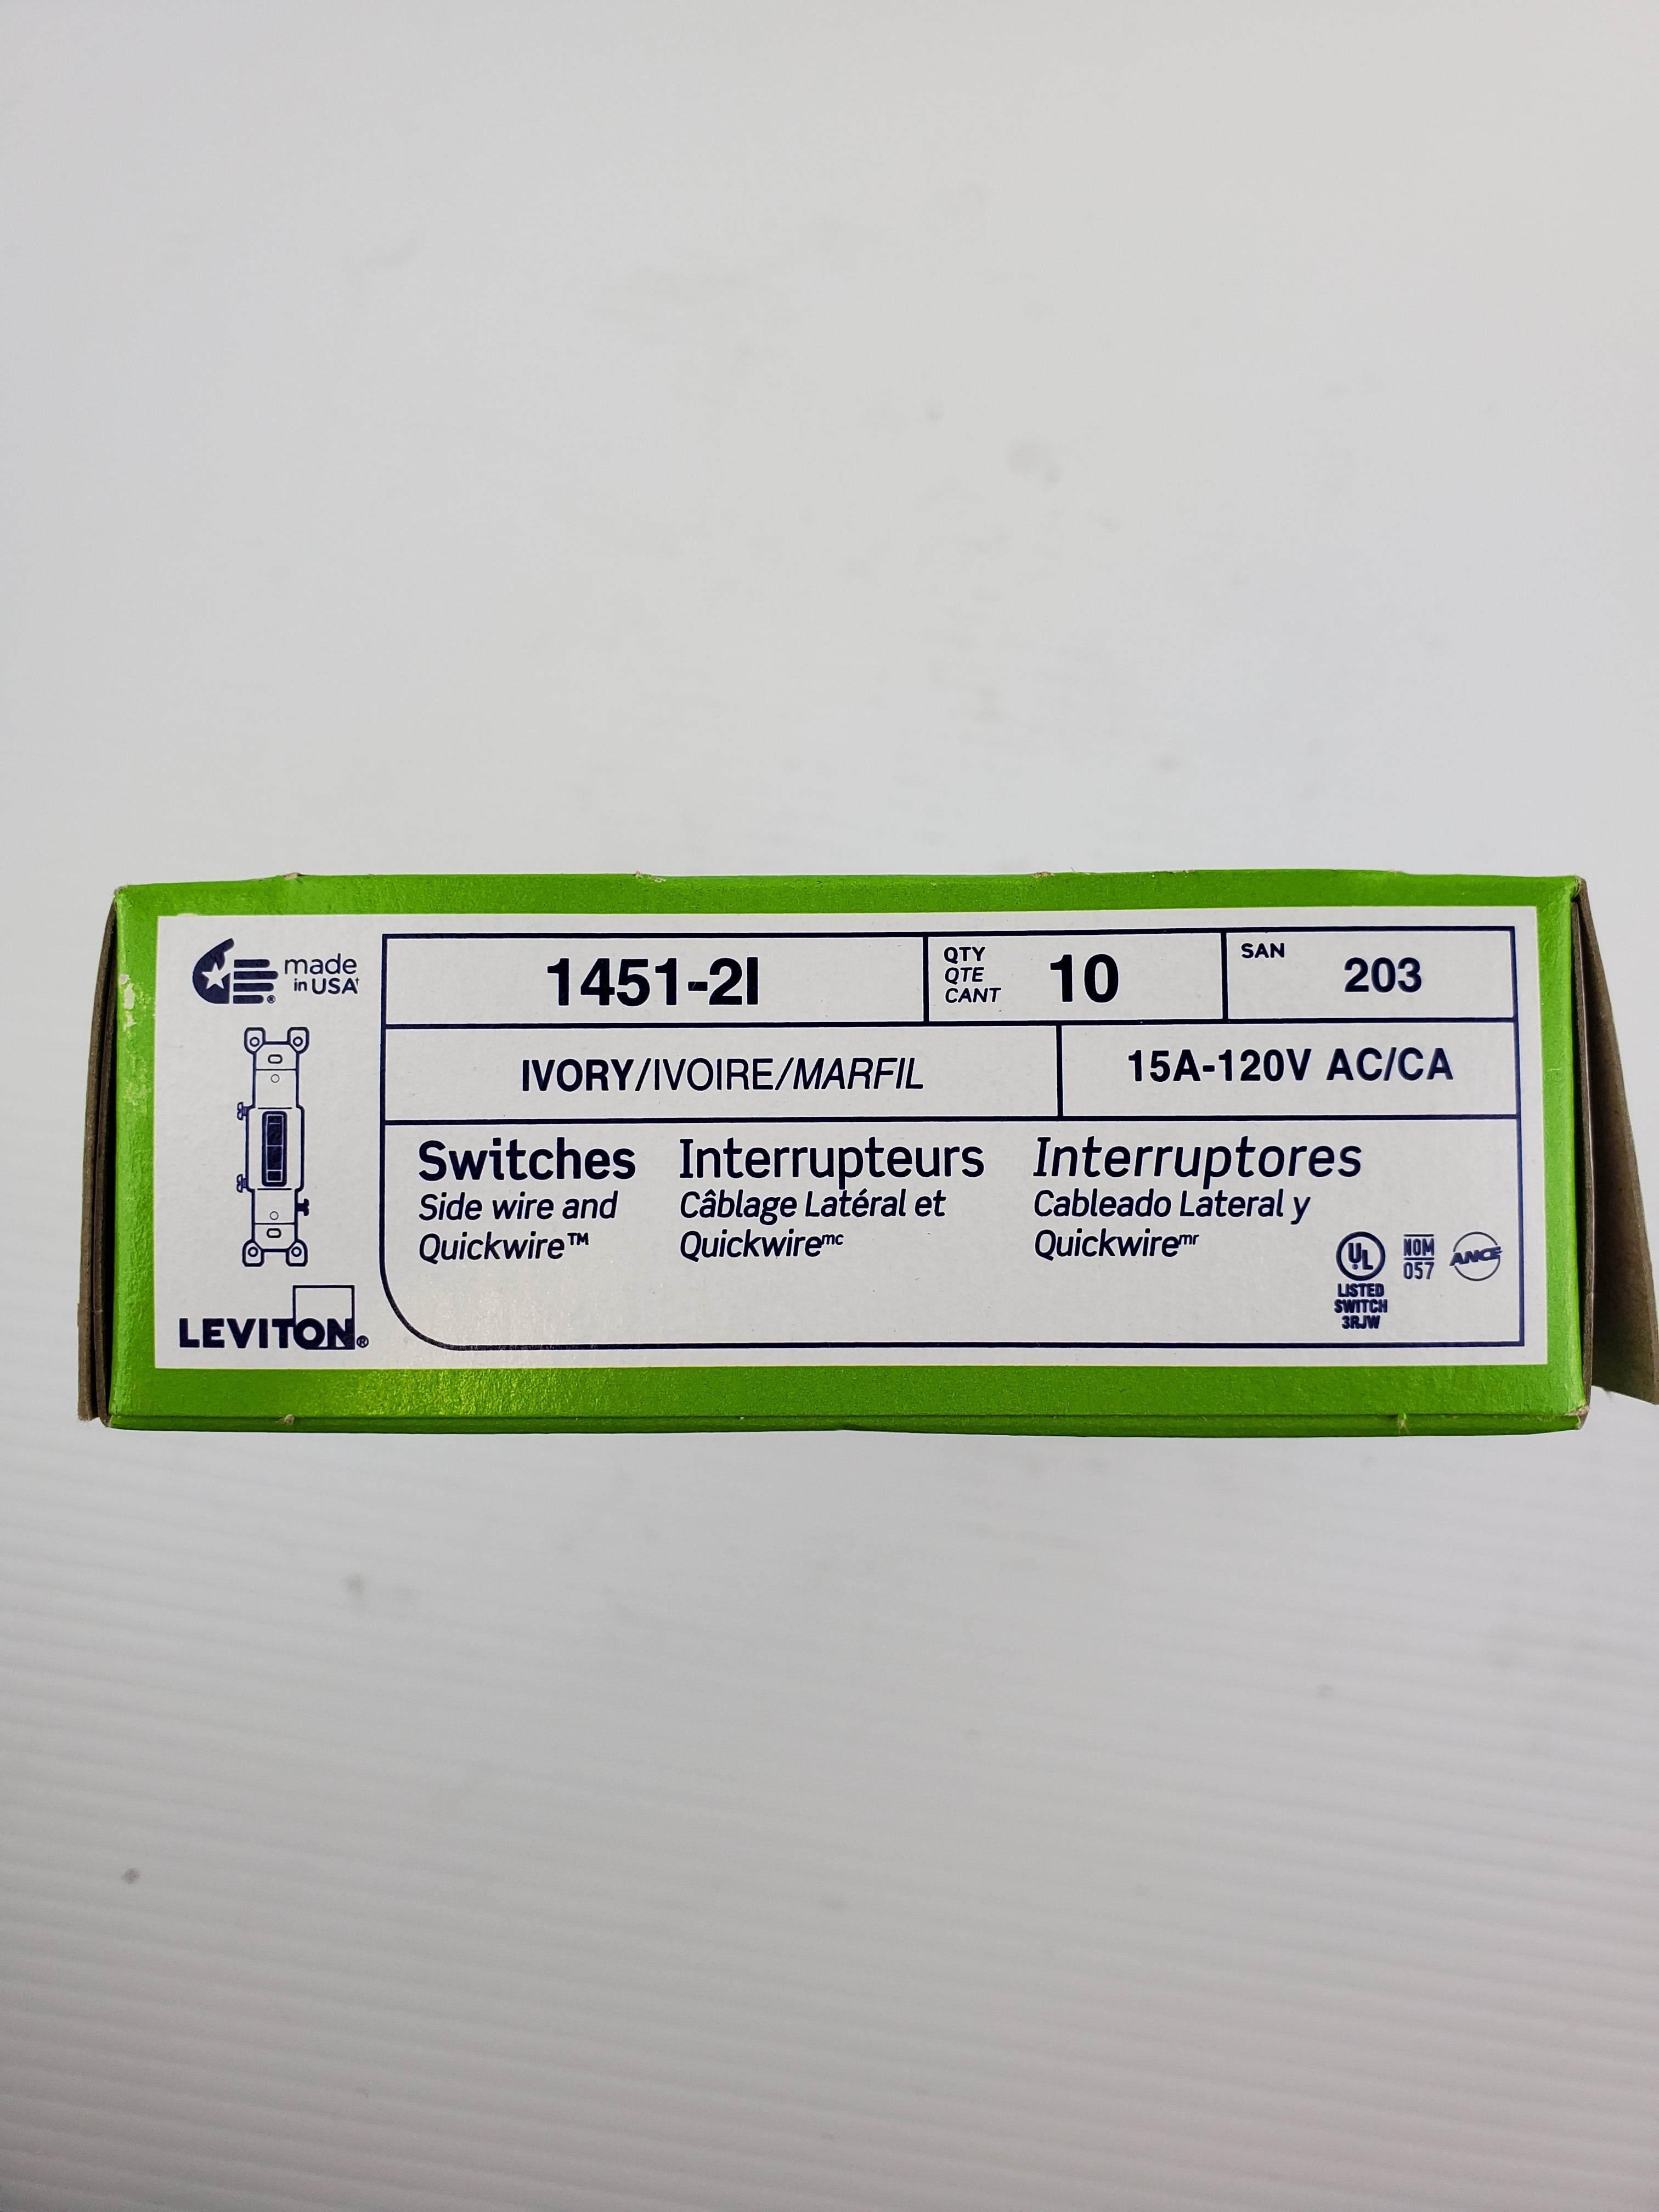 made
in USA†
1451-2I
QTY
QTE
CANT
10
SAN
203
IVORY/IVOIRE/MARFIL
15A-120V AC/CA
Switches
Side wire and
Quickwire™
Interrupteurs
Câblage Latéral et
Quickwireᵐᶜ
Interruptores
Cableado Lateral y
Quickwireᵐʳ
UL
LISTED
SWITCH
3RJW
NOM
057
ANCE
LEVITON®